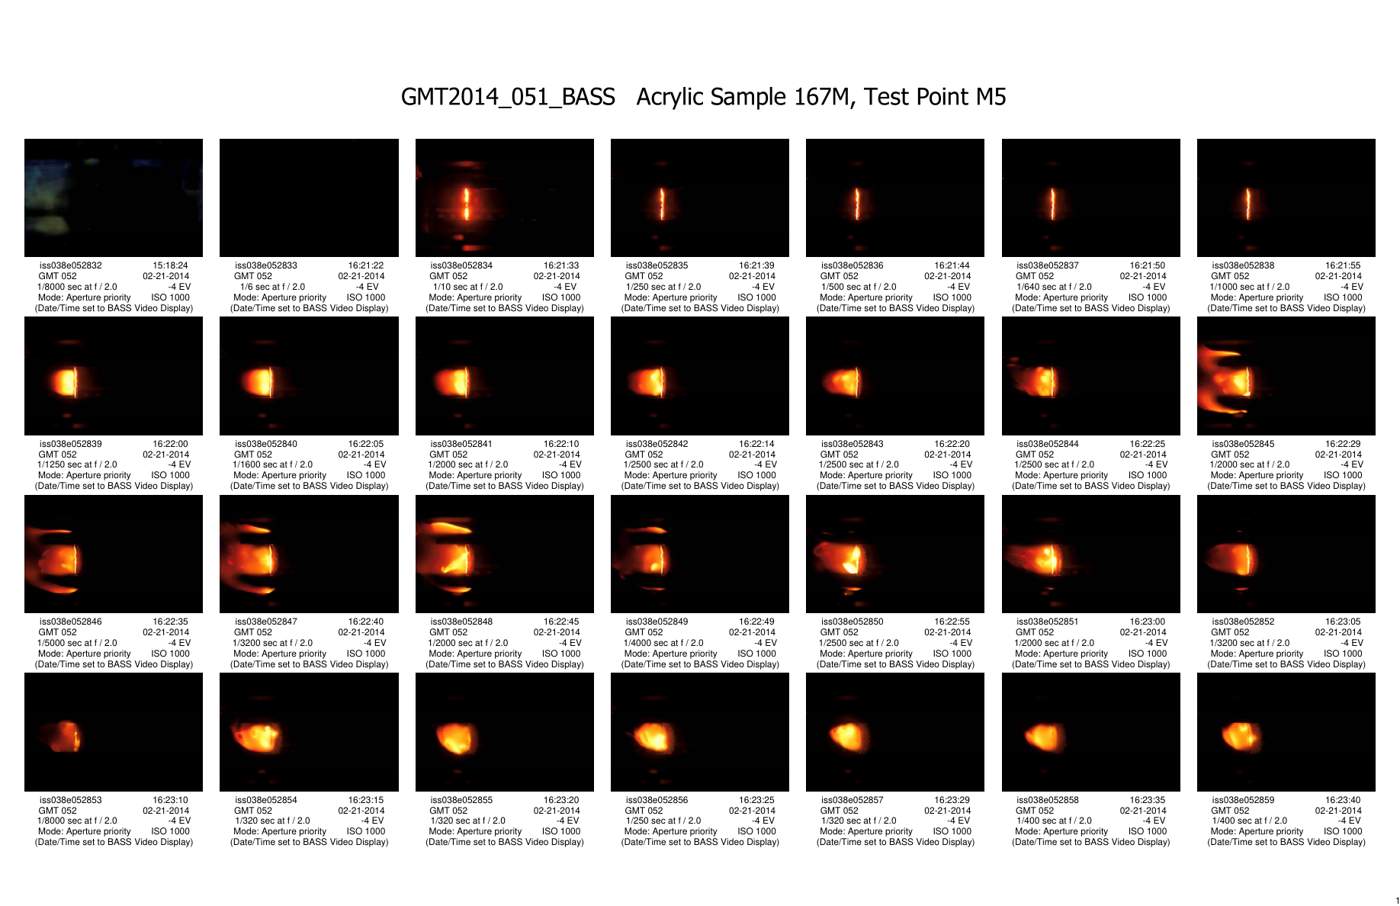 GMT2014_051_BASS Acrylic Sample 167M, Test Point M5
iss038e052832 15:18:24
GMT 052 02-21-2014
1/8000 sec at f / 2.0 -4 EV
Mode: Aperture priority ISO 1000
(Date/Time set to BASS Video Display)
iss038e052833 16:21:22
GMT 052 02-21-2014
1/6 sec at f / 2.0 -4 EV
Mode: Aperture priority ISO 1000
(Date/Time set to BASS Video Display)
iss038e052834 16:21:33
GMT 052 02-21-2014
1/10 sec at f / 2.0 -4 EV
Mode: Aperture priority ISO 1000
(Date/Time set to BASS Video Display)
iss038e052835 16:21:39
GMT 052 02-21-2014
1/250 sec at f / 2.0 -4 EV
Mode: Aperture priority ISO 1000
(Date/Time set to BASS Video Display)
iss038e052836 16:21:44
GMT 052 02-21-2014
1/500 sec at f / 2.0 -4 EV
Mode: Aperture priority ISO 1000
(Date/Time set to BASS Video Display)
iss038e052837 16:21:50
GMT 052 02-21-2014
1/640 sec at f / 2.0 -4 EV
Mode: Aperture priority ISO 1000
(Date/Time set to BASS Video Display)
iss038e052838 16:21:55
GMT 052 02-21-2014
1/1000 sec at f / 2.0 -4 EV
Mode: Aperture priority ISO 1000
(Date/Time set to BASS Video Display)
iss038e052839 16:22:00
GMT 052 02-21-2014
1/1250 sec at f / 2.0 -4 EV
Mode: Aperture priority ISO 1000
(Date/Time set to BASS Video Display)
iss038e052840 16:22:05
GMT 052 02-21-2014
1/1600 sec at f / 2.0 -4 EV
Mode: Aperture priority ISO 1000
(Date/Time set to BASS Video Display)
iss038e052841 16:22:10
GMT 052 02-21-2014
1/2000 sec at f / 2.0 -4 EV
Mode: Aperture priority ISO 1000
(Date/Time set to BASS Video Display)
iss038e052842 16:22:14
GMT 052 02-21-2014
1/2500 sec at f / 2.0 -4 EV
Mode: Aperture priority ISO 1000
(Date/Time set to BASS Video Display)
iss038e052843 16:22:20
GMT 052 02-21-2014
1/2500 sec at f / 2.0 -4 EV
Mode: Aperture priority ISO 1000
(Date/Time set to BASS Video Display)
iss038e052844 16:22:25
GMT 052 02-21-2014
1/2500 sec at f / 2.0 -4 EV
Mode: Aperture priority ISO 1000
(Date/Time set to BASS Video Display)
iss038e052845 16:22:29
GMT 052 02-21-2014
1/2000 sec at f / 2.0 -4 EV
Mode: Aperture priority ISO 1000
(Date/Time set to BASS Video Display)
iss038e052846 16:22:35
GMT 052 02-21-2014
1/5000 sec at f / 2.0 -4 EV
Mode: Aperture priority ISO 1000
(Date/Time set to BASS Video Display)
iss038e052847 16:22:40
GMT 052 02-21-2014
1/3200 sec at f / 2.0 -4 EV
Mode: Aperture priority ISO 1000
(Date/Time set to BASS Video Display)
iss038e052848 16:22:45
GMT 052 02-21-2014
1/2000 sec at f / 2.0 -4 EV
Mode: Aperture priority ISO 1000
(Date/Time set to BASS Video Display)
iss038e052849 16:22:49
GMT 052 02-21-2014
1/4000 sec at f / 2.0 -4 EV
Mode: Aperture priority ISO 1000
(Date/Time set to BASS Video Display)
iss038e052850 16:22:55
GMT 052 02-21-2014
1/2500 sec at f / 2.0 -4 EV
Mode: Aperture priority ISO 1000
(Date/Time set to BASS Video Display)
iss038e052851 16:23:00
GMT 052 02-21-2014
1/2000 sec at f / 2.0 -4 EV
Mode: Aperture priority ISO 1000
(Date/Time set to BASS Video Display)
iss038e052852 16:23:05
GMT 052 02-21-2014
1/3200 sec at f / 2.0 -4 EV
Mode: Aperture priority ISO 1000
(Date/Time set to BASS Video Display)
iss038e052853 16:23:10
GMT 052 02-21-2014
1/8000 sec at f / 2.0 -4 EV
Mode: Aperture priority ISO 1000
(Date/Time set to BASS Video Display)
iss038e052854 16:23:15
GMT 052 02-21-2014
1/320 sec at f / 2.0 -4 EV
Mode: Aperture priority ISO 1000
(Date/Time set to BASS Video Display)
iss038e052855 16:23:20
GMT 052 02-21-2014
1/320 sec at f / 2.0 -4 EV
Mode: Aperture priority ISO 1000
(Date/Time set to BASS Video Display)
iss038e052856 16:23:25
GMT 052 02-21-2014
1/250 sec at f / 2.0 -4 EV
Mode: Aperture priority ISO 1000
(Date/Time set to BASS Video Display)
iss038e052857 16:23:29
GMT 052 02-21-2014
1/320 sec at f / 2.0 -4 EV
Mode: Aperture priority ISO 1000
(Date/Time set to BASS Video Display)
iss038e052858 16:23:35
GMT 052 02-21-2014
1/400 sec at f / 2.0 -4 EV
Mode: Aperture priority ISO 1000
(Date/Time set to BASS Video Display)
iss038e052859 16:23:40
GMT 052 02-21-2014
1/400 sec at f / 2.0 -4 EV
Mode: Aperture priority ISO 1000
(Date/Time set to BASS Video Display)